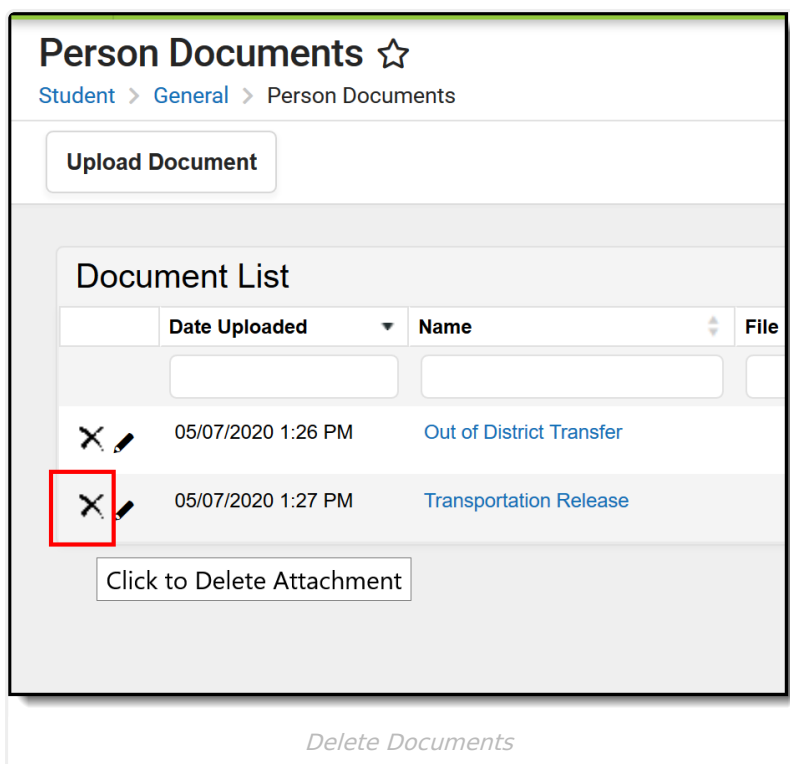 Person Documents
Student > General > Person Documents
Upload Document
Document List
Date Uploaded Name File
05/07/2020 1:26 PM Out of District Transfer
05/07/2020 1:27 PM Transportation Release
Click to Delete Attachment
Delete Documents